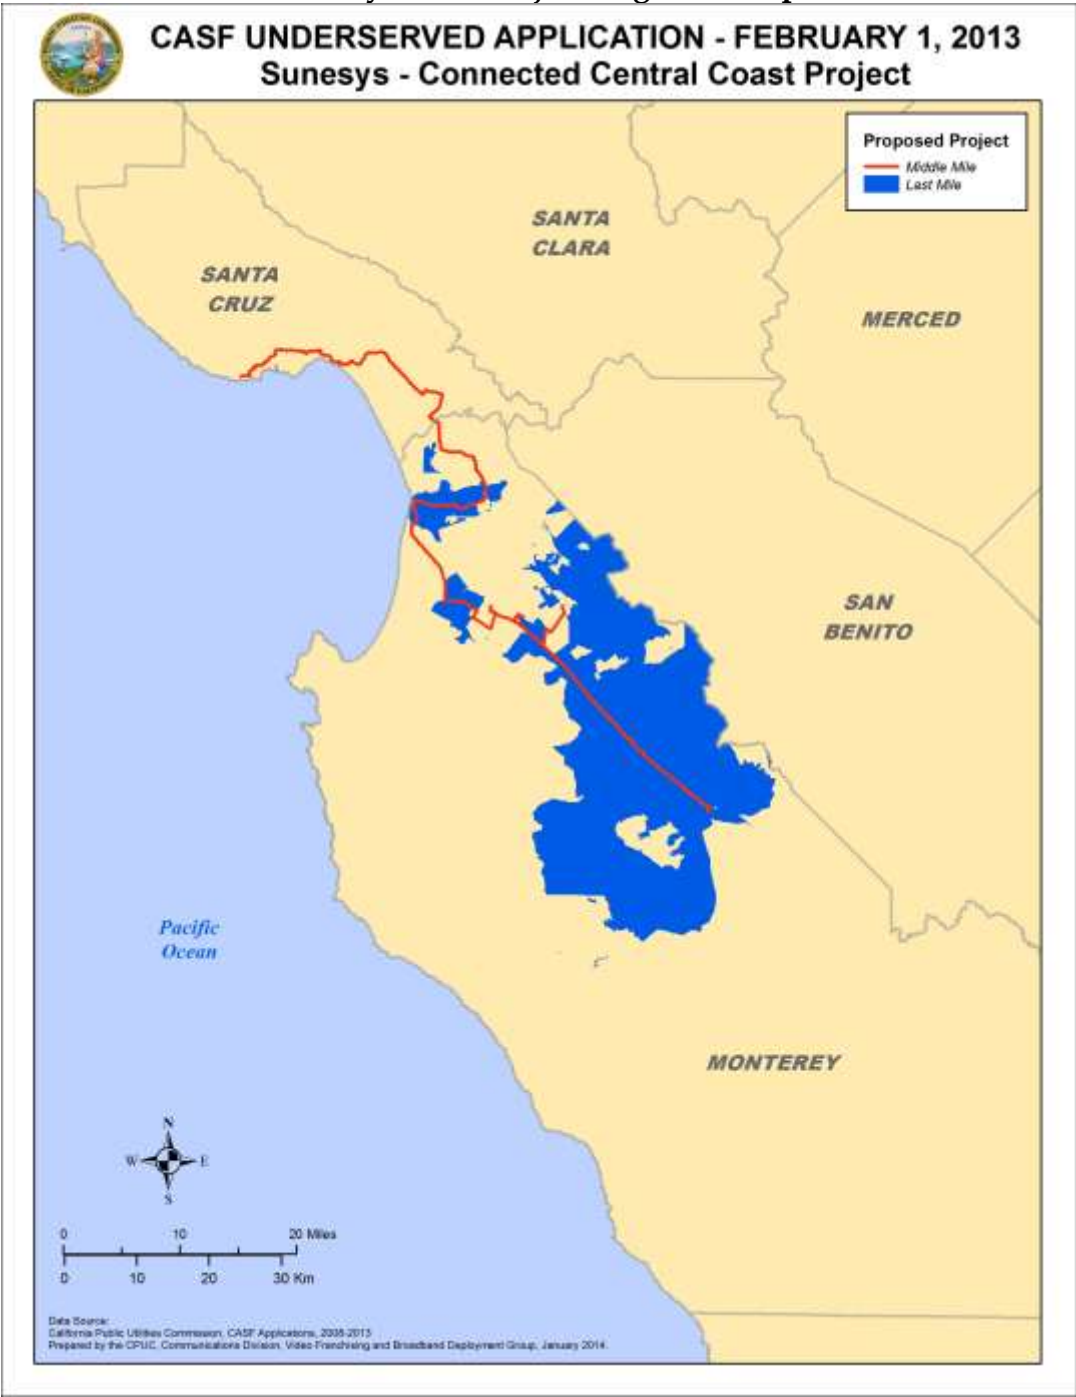 CASF UNDERSERVED APPLICATION - FEBRUARY 1, 2013
Sunesys - Connected Central Coast Project
Proposed Project
Middle Mile
Last Mile
SANTA
CLARA
SANTA
CRUZ
MERCED
SAN
BENITO
Pacific
Ocean
MONTEREY
N
W E
S
0 10 20 Miles
0 10 20 30 Km
Data Source:
California Public Utilities Commission, CASF Applications, 2008-2013
Prepared by the CPUC, Communications Division, Video Franchising and Broadband Deployment Group, January 2014.